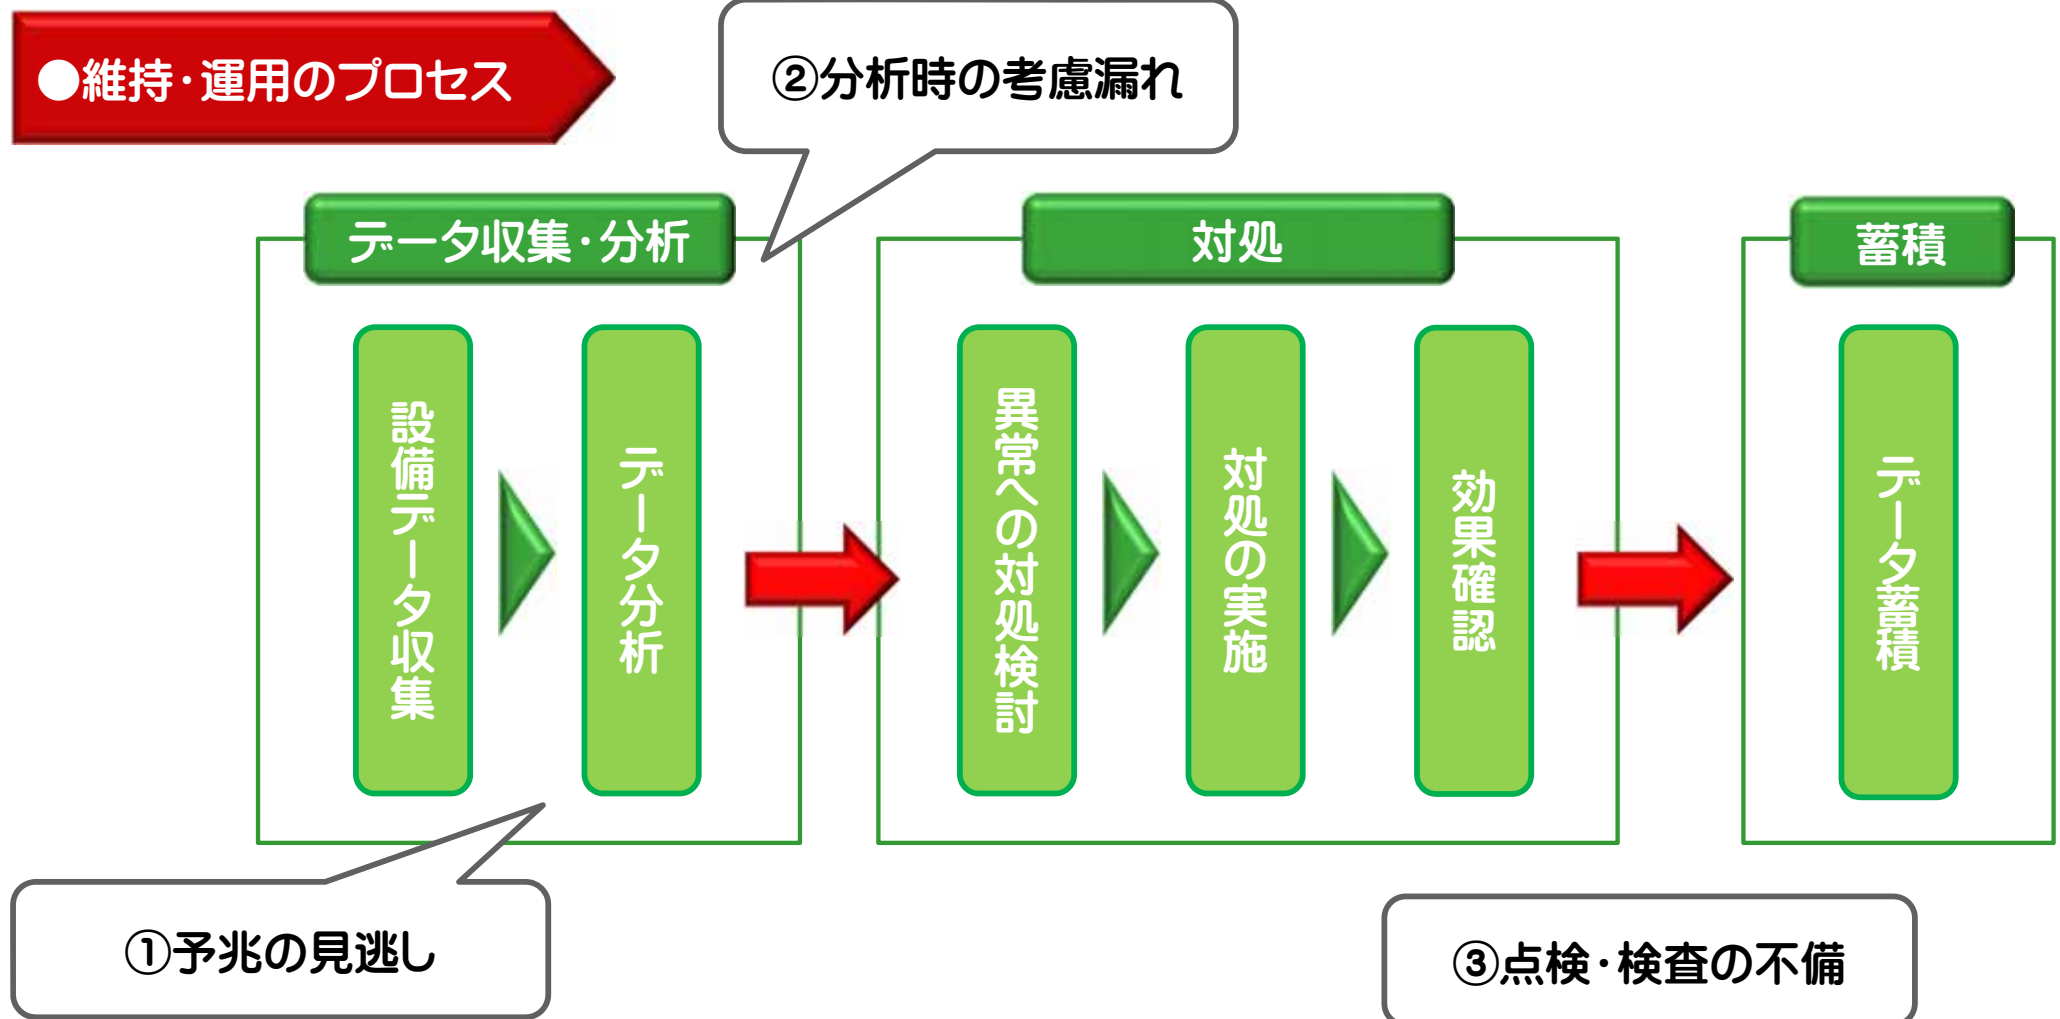 ●維持・運用のプロセス
②分析時の考慮漏れ
データ収集・分析
対処
蓄積
設備データ収集
データ分析
異常への対処検討
対処の実施
効果確認
データ蓄積
①予兆の見逃し
③点検・検査の不備